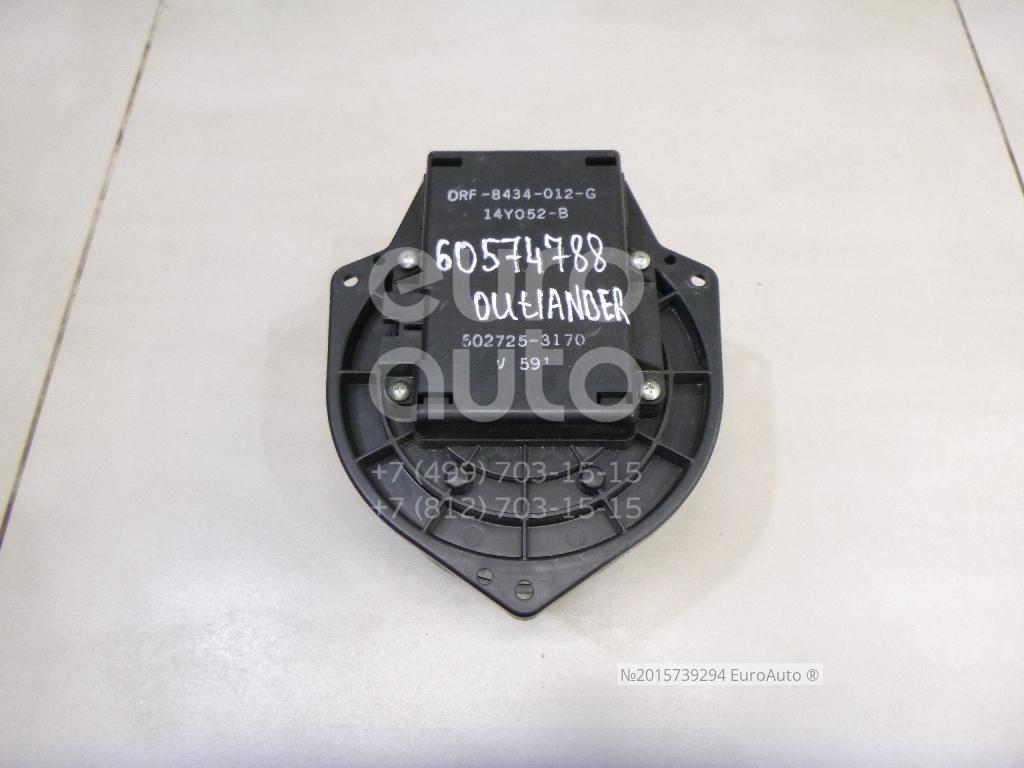 DRF-8434-012-G
14Y052-B
60574788
OUtlANDER
502725-3170
V 591
euro
auto
+7 (499) 703-15-15
+7 (812) 703-15-15
№2015739294 EuroAuto ®